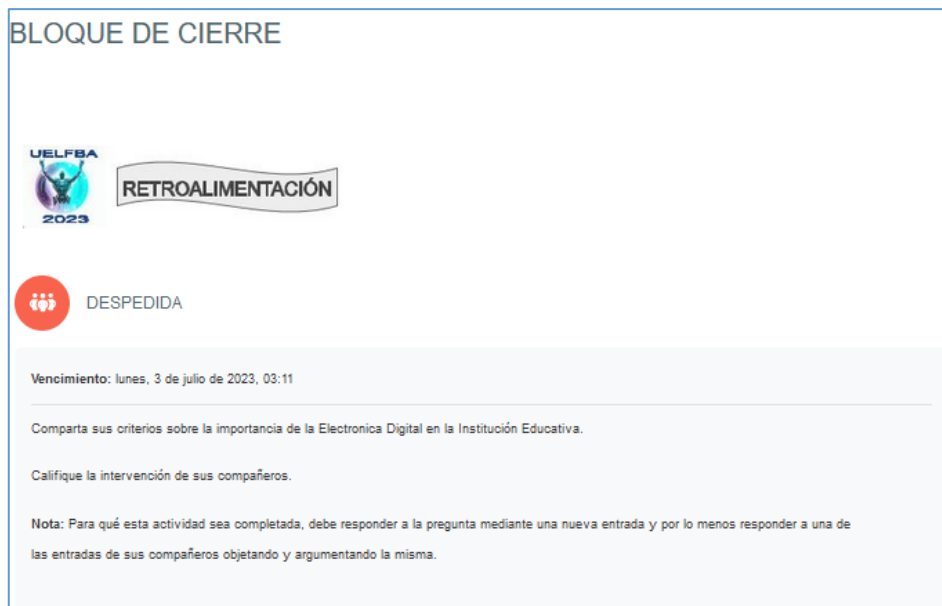 BLOQUE DE CIERRE
UELFBA
2023
RETROALIMENTACIÓN
DESPEDIDA
Vencimiento: lunes, 3 de julio de 2023, 03:11
Comparta sus criterios sobre la importancia de la Electronica Digital en la Institución Educativa.
Califique la intervención de sus compañeros.
Nota: Para qué esta actividad sea completada, debe responder a la pregunta mediante una nueva entrada y por lo menos responder a una de
las entradas de sus compañeros objetando y argumentando la misma.